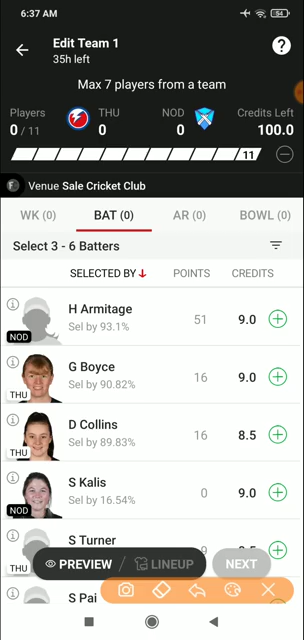 6:37 AM
54
Edit Team 1
35h left
?
Max 7 players from a team
Players
0 / 11
THU
0
NOD
0
Credits Left
100.0
11
Venue Sale Cricket Club
WK (0)
BAT (0)
AR (0)
BOWL (0)
Select 3 - 6 Batters
SELECTED BY
POINTS
CREDITS
H Armitage
Sel by 93.1%
51
9.0
NOD
G Boyce
Sel by 90.82%
16
9.0
THU
D Collins
Sel by 89.83%
16
8.5
THU
S Kalis
Sel by 16.54%
0
9.0
NOD
S Turner
THU
PREVIEW / LINEUP
NEXT
S Pai